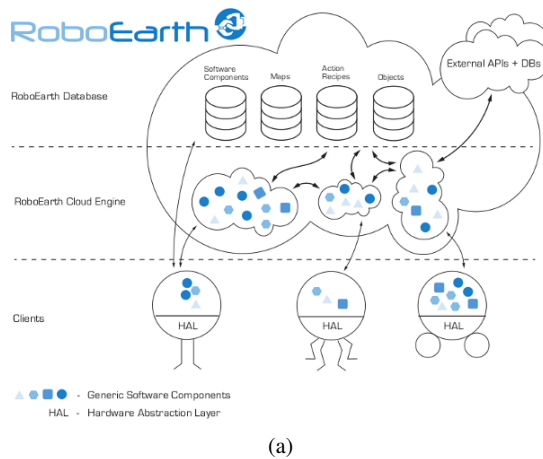 RoboEarth
Software
Components
Maps
Action
Recipes
Objects
External APIs + DBs
RoboEarth Database
RoboEarth Cloud Engine
Clients
HAL
HAL
HAL
- Generic Software Components
HAL - Hardware Abstraction Layer
(a)